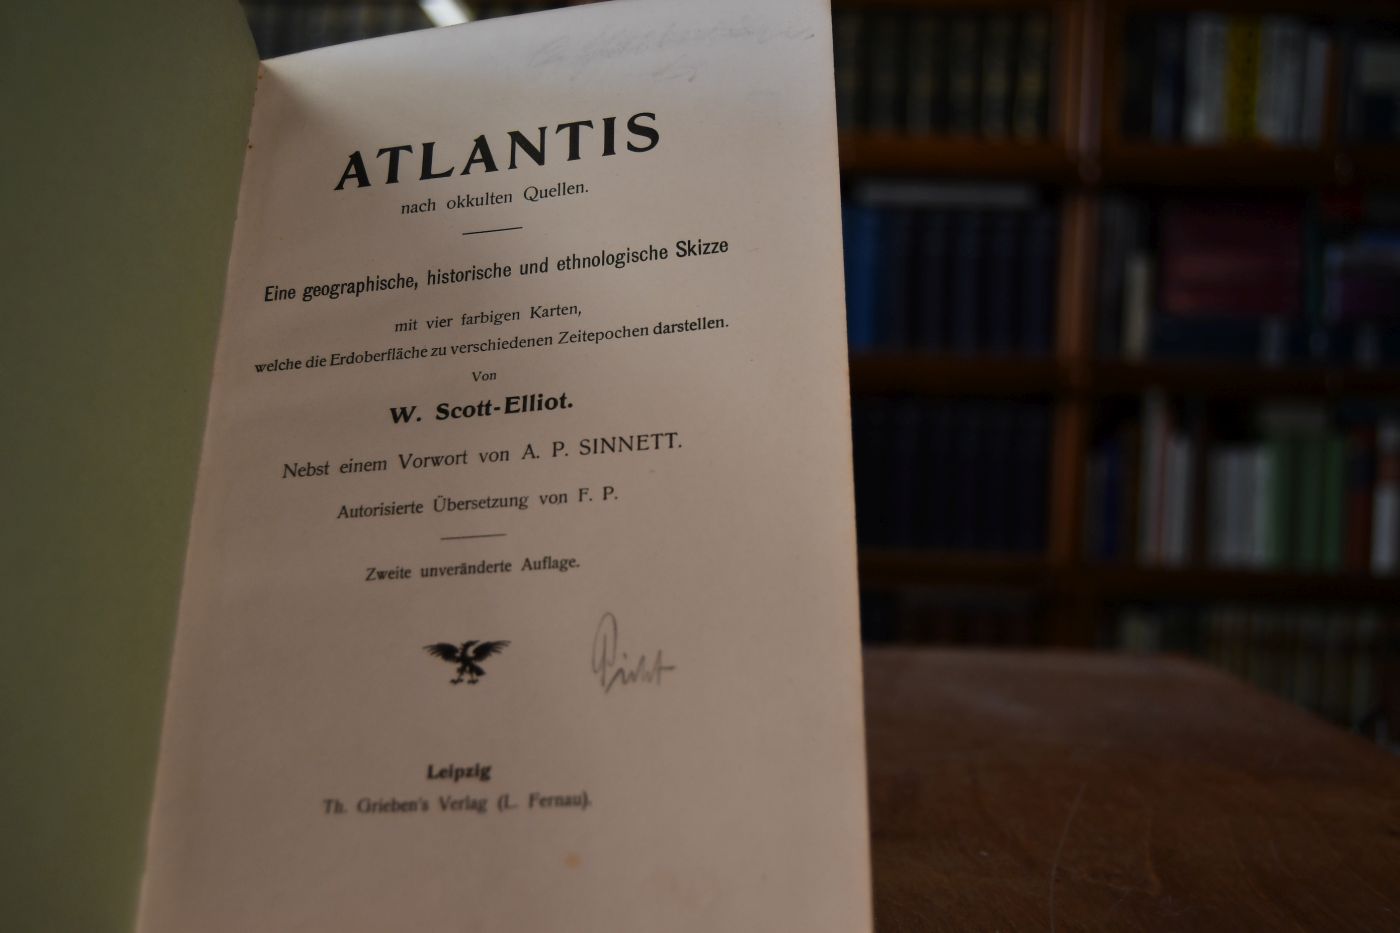 ATLANTIS
nach okkulten Quellen.
Eine geographische, historische und ethnologische Skizze
mit vier farbigen Karten,
welche die Erdoberfläche zu verschiedenen Zeitepochen darstellen.
Von
W. Scott-Elliot.
Nebst einem Vorwort von A. P. SINNETT.
Autorisierte Übersetzung von F. P.
Zweite unveränderte Auflage.
Leipzig
Th. Grieben's Verlag (L. Fernau).